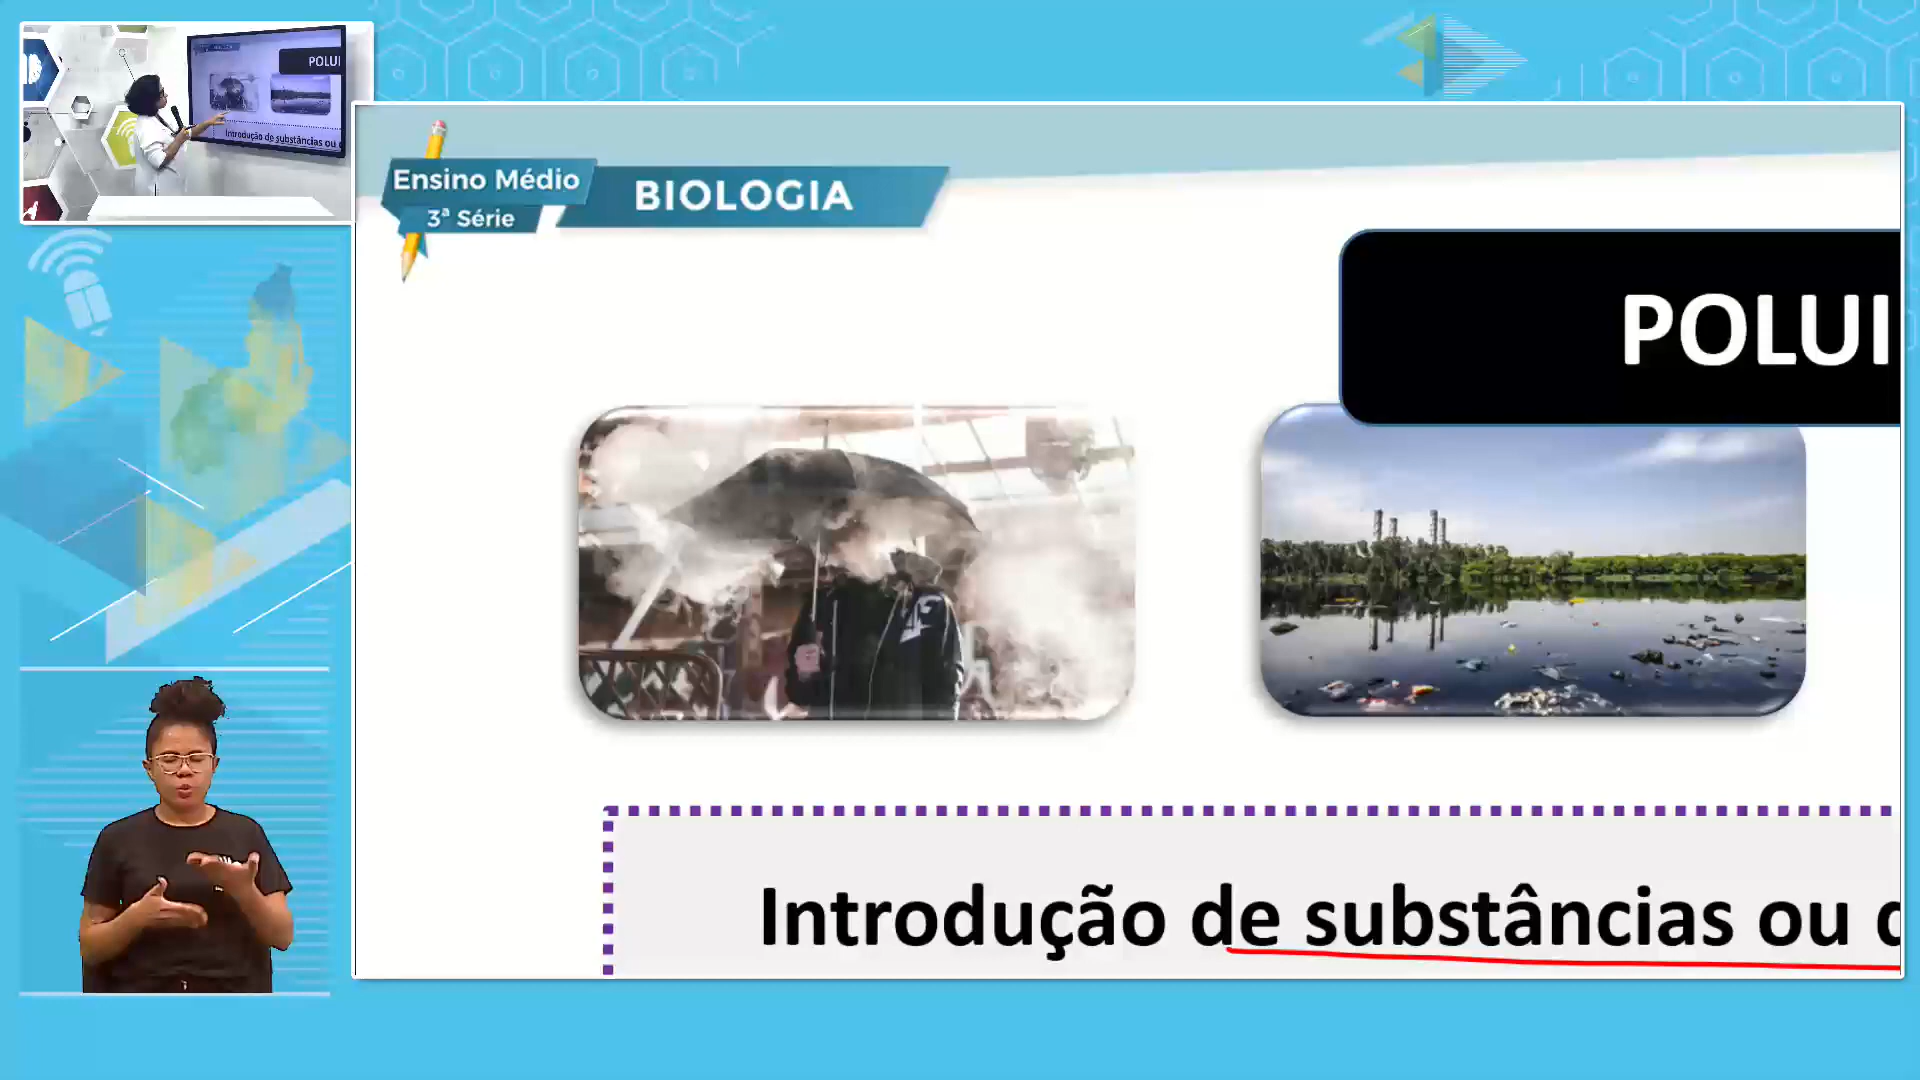 POLUI
Introdução de substâncias ou
Ensino Médio
3ª Série
BIOLOGIA
POLUI
Introdução de substâncias ou